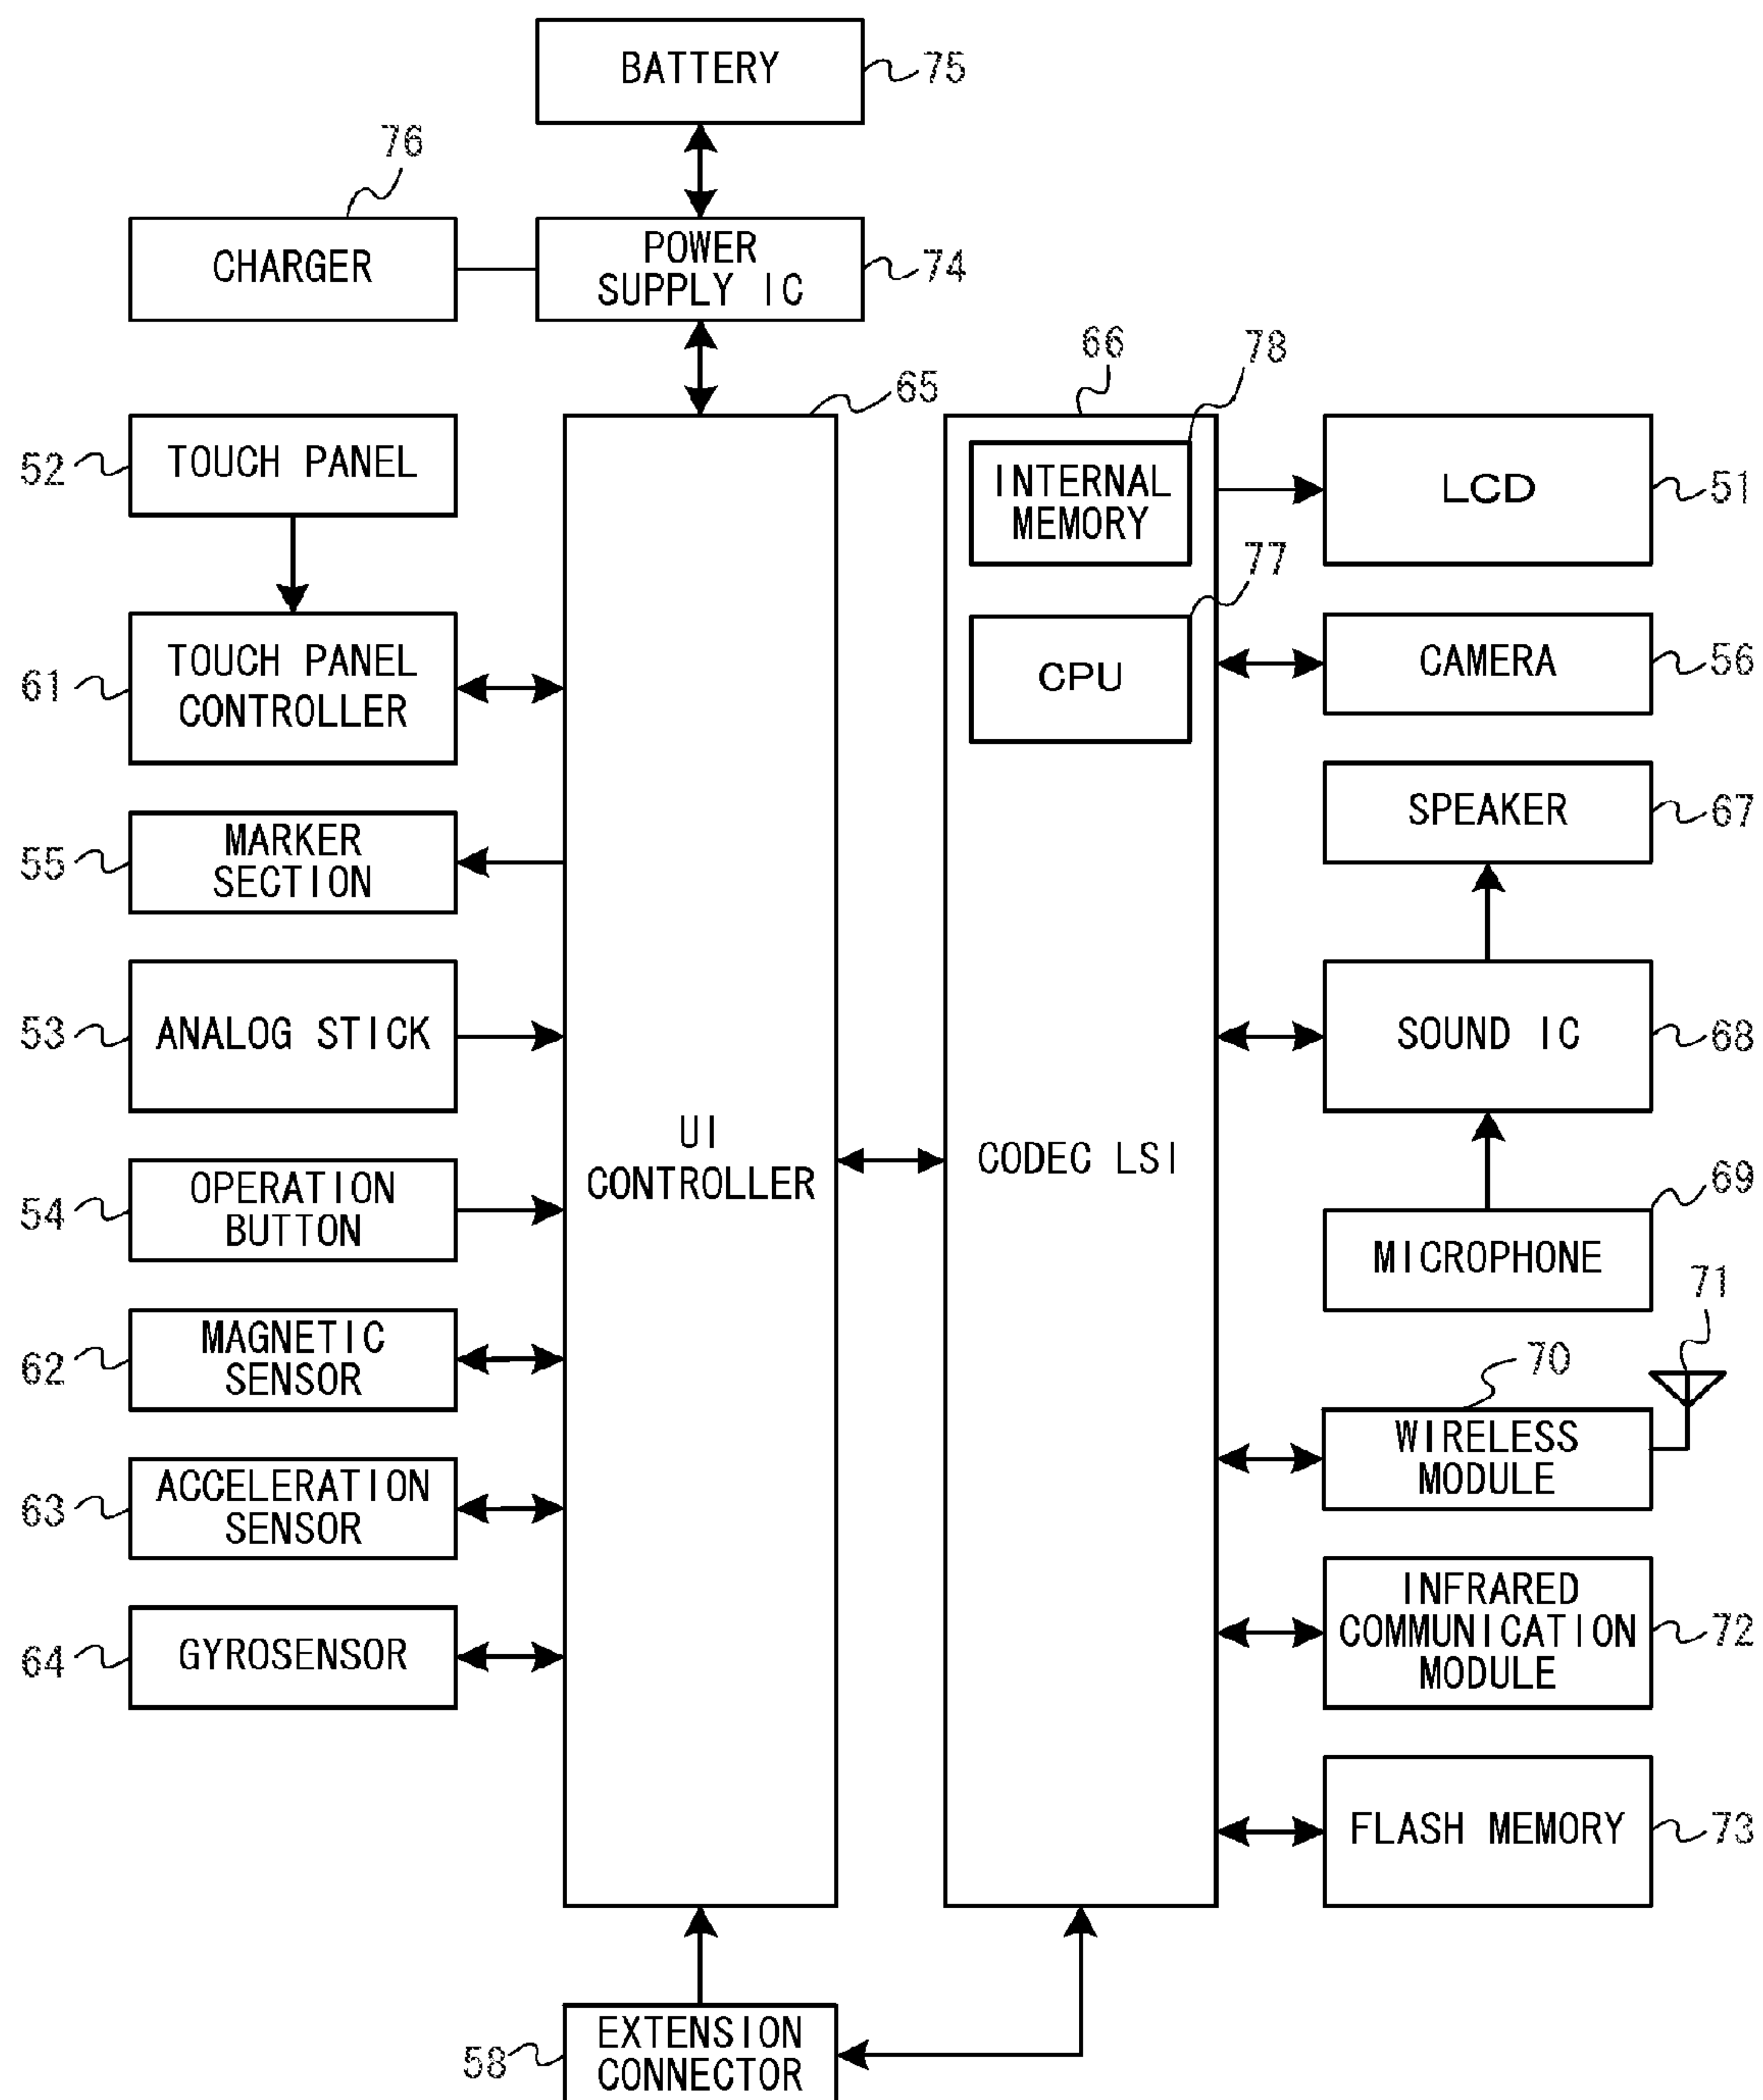 BATTERY
75
76
CHARGER
POWER
SUPPLY IC
74
65
66
78
52
TOUCH PANEL
INTERNAL
MEMORY
LCD
51
77
61
TOUCH PANEL
CONTROLLER
CPU
CAMERA
56
55
MARKER
SECTION
SPEAKER
67
53
ANALOG STICK
SOUND IC
68
UI
CONTROLLER
CODEC LSI
54
OPERATION
BUTTON
69
MICROPHONE
71
62
MAGNETIC
SENSOR
70
WIRELESS
MODULE
63
ACCELERATION
SENSOR
INFRARED
COMMUNICATION
MODULE
72
64
GYROSENSOR
FLASH MEMORY
73
58
EXTENSION
CONNECTOR